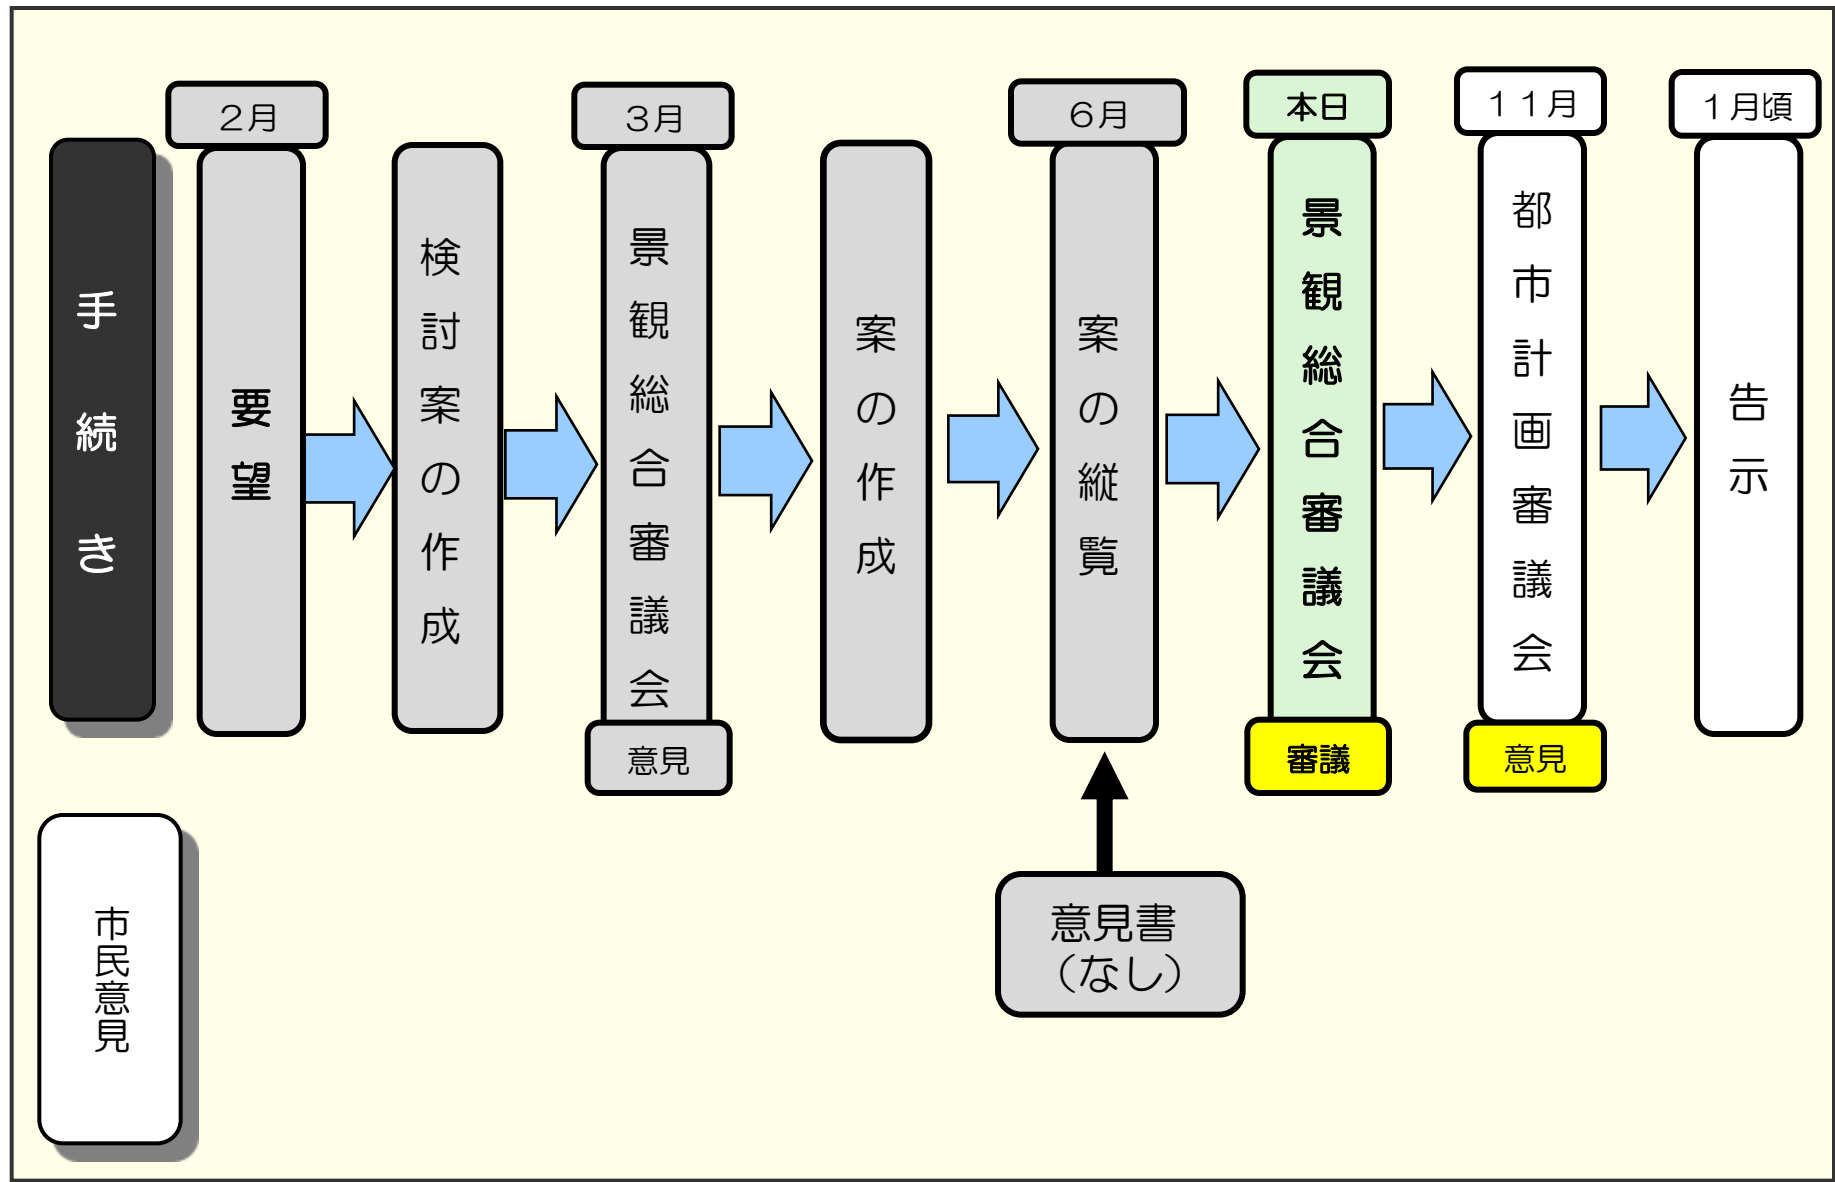 手続き
２月
要望
検討案の作成
３月
景観総合審議会
意見
案の作成
６月
案の縦覧
本日
景観総合審議会
審議
１１月
都市計画審議会
意見
１月頃
告示
市民意見
意見書
（なし）